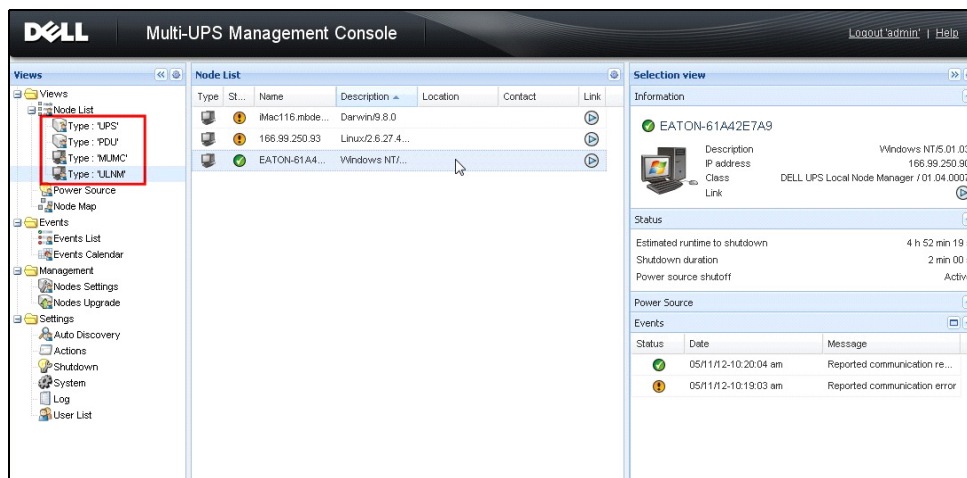 DELL Multi-UPS Management Console Logout 'admin' | Help
Views
Views
Node List
Type : 'UPS'
Type : 'PDU'
Type : 'MUMC'
Type : 'ULNM'
Power Source
Node Map
Events
Events List
Events Calendar
Management
Nodes Settings
Nodes Upgrade
Settings
Auto Discovery
Actions
Shutdown
System
Log
User List
Node List
Type St... Name Description Location Contact Link
iMac116.mbde... Darwin/9.8.0
166.99.250.93 Linux/2.6.27.4...
EATON-61A4... Windows NT/...
Selection view
Information
EATON-61A42E7A9
Description Windows NT/5.01.03
IP address 166.99.250.90
Class DELL UPS Local Node Manager / 01.04.0007
Link
Status
Estimated runtime to shutdown 4 h 52 min 19
Shutdown duration 2 min 00
Power source shutoff Activ
Power Source
Events
Status Date Message
05/11/12-10:20:04 am Reported communication re...
05/11/12-10:19:03 am Reported communication error